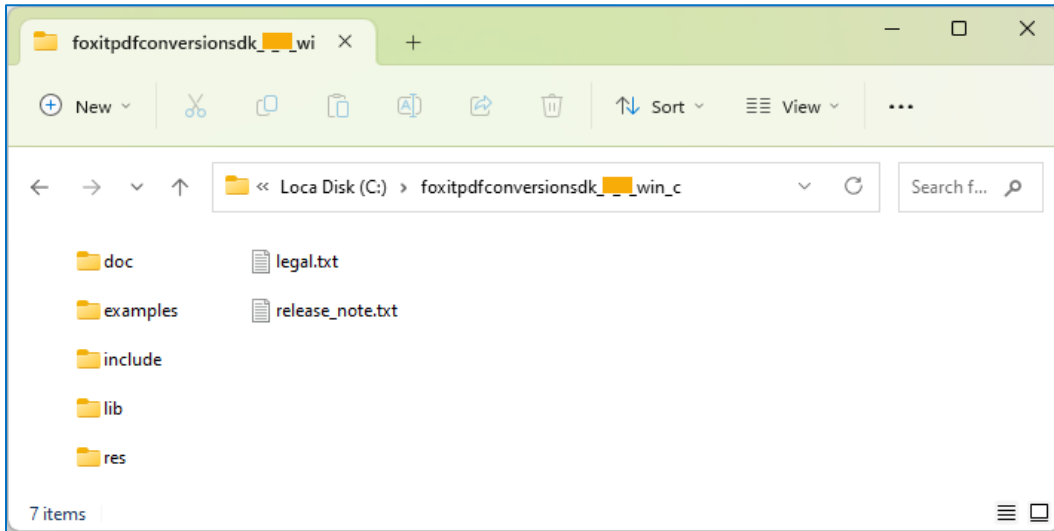 foxitpdfconversionsdk_ _ _wi
New
Sort
View
Loca Disk (C:) foxitpdfconversionsdk_ _ _win_c
Search f...
doc
legal.txt
examples
release_note.txt
include
lib
res
7 items